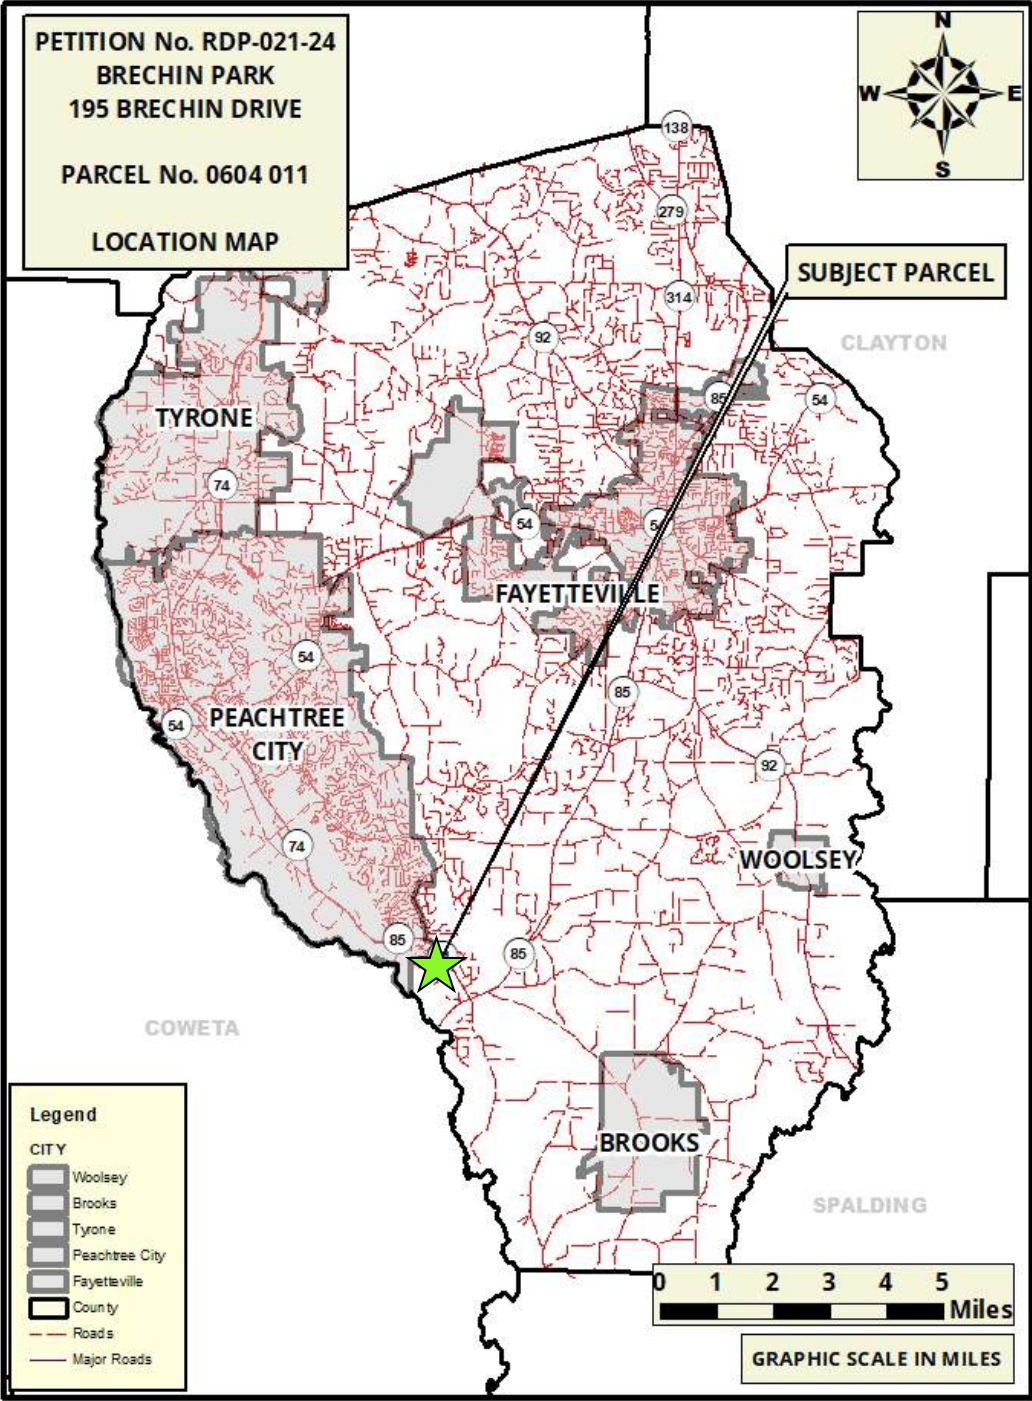 PETITION No. RDP-021-24
BRECHIN PARK
195 BRECHIN DRIVE
PARCEL No. 0604 011
LOCATION MAP
N
W
E
S
138
279
SUBJECT PARCEL
314
92
CLAYTON
85
54
TYRONE
74
54
FAYETTEVILLE
54
85
54
PEACHTREE
CITY
92
74
WOOLSEY
85
85
COWETA
BROOKS
SPALDING
Legend
CITY
Woolsey
Brooks
Tyrone
Peachtree City
Fayetteville
County
Roads
Major Roads
0 1 2 3 4 5
Miles
GRAPHIC SCALE IN MILES